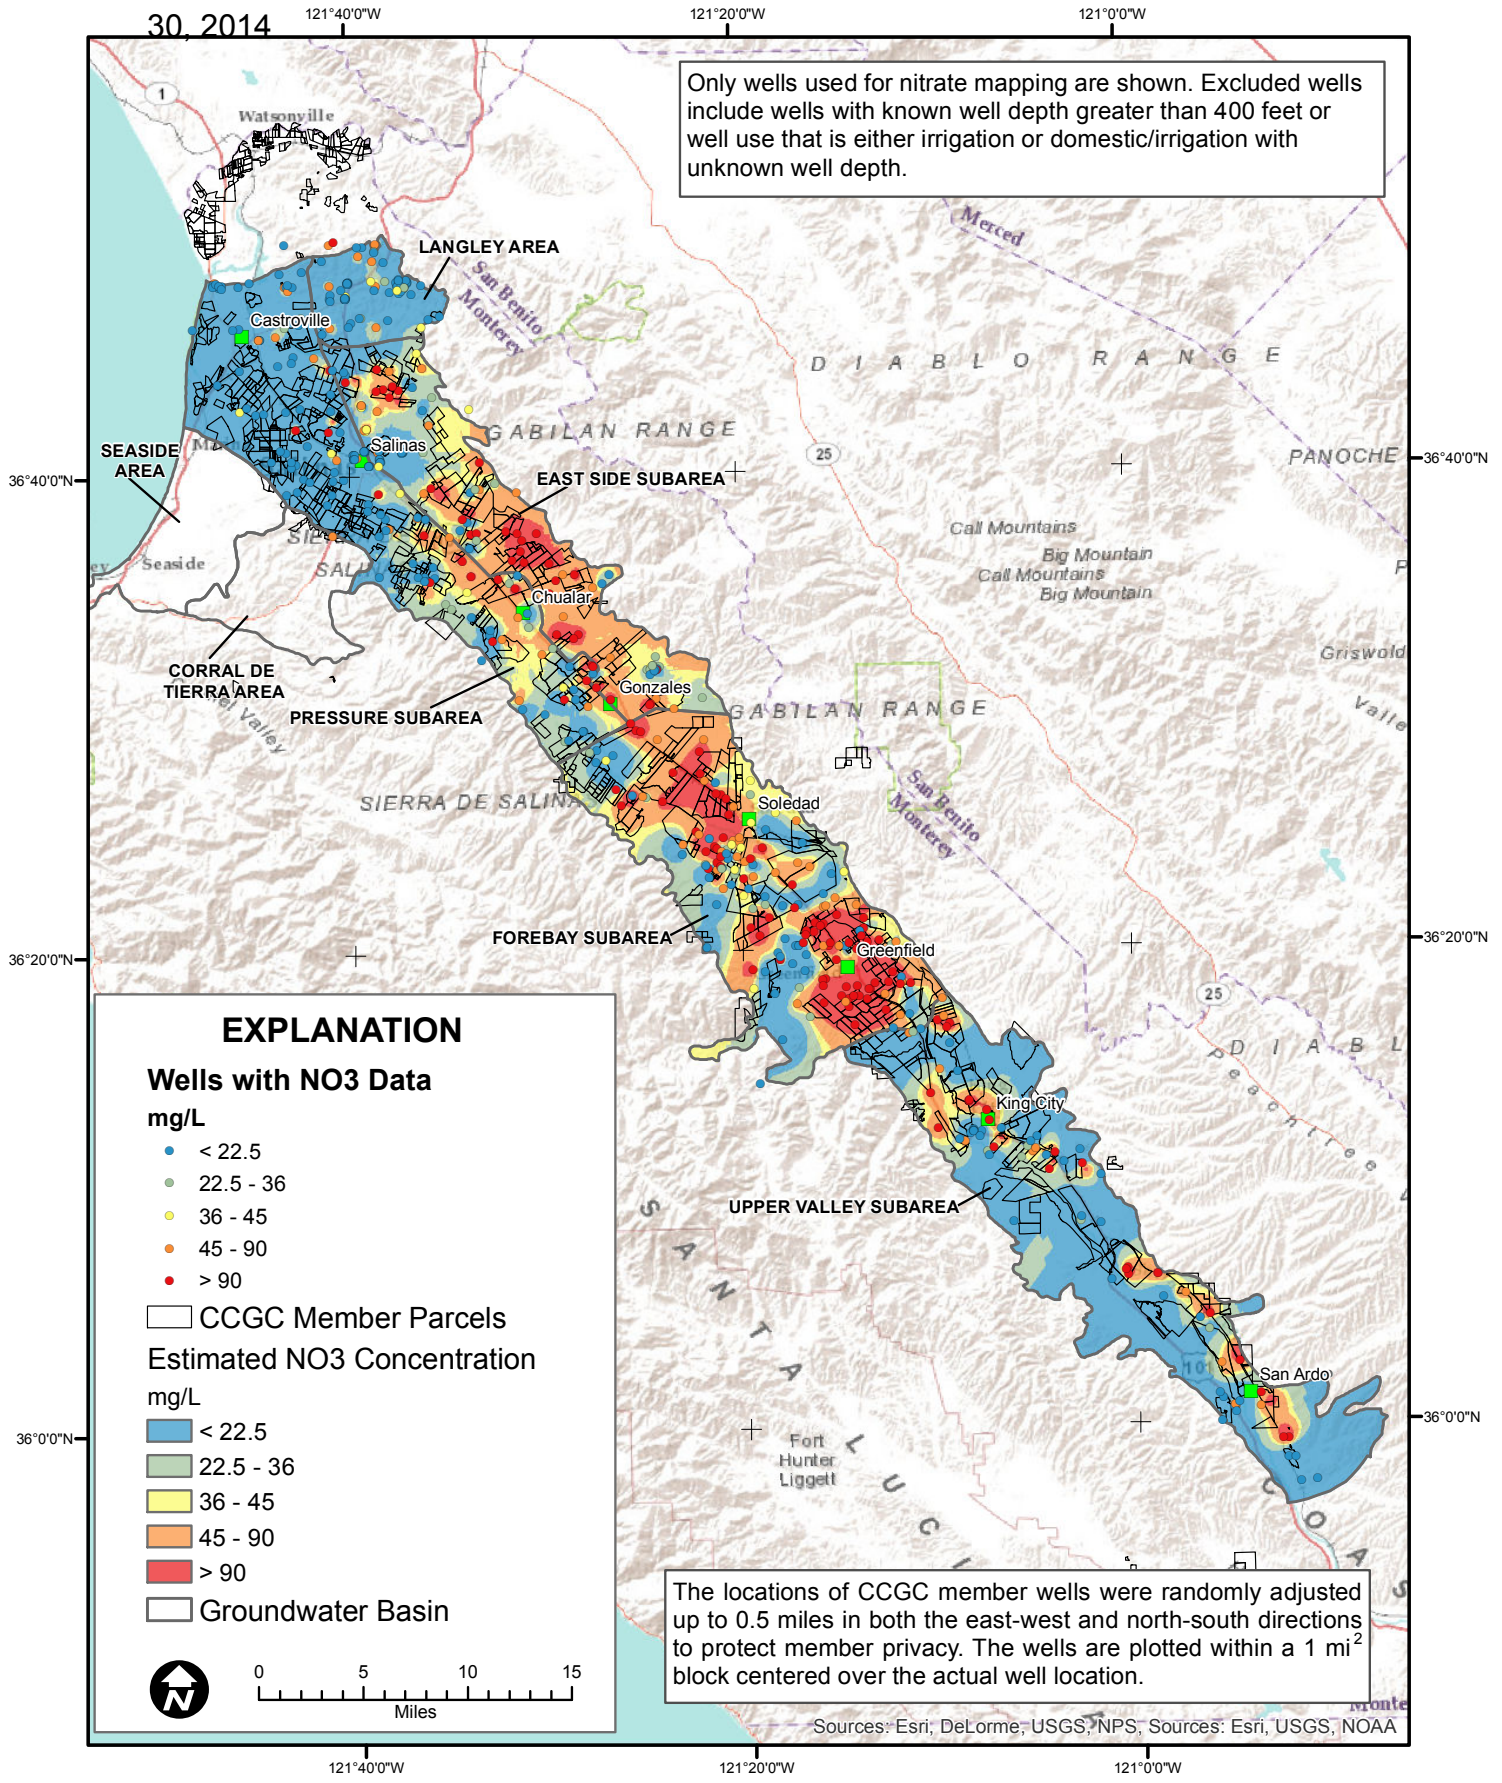 30, 2014
121°40'0"W
121°20'0"W
121°0'0"W
Only wells used for nitrate mapping are shown. Excluded wells
include wells with known well depth greater than 400 feet or
well use that is either irrigation or domestic/irrigation with
unknown well depth.
1
Watsonville
Merced
LANGLEY AREA
San Benito
Monterey
Castroville
DIABLO RANGE
GABILAN RANGE
Salinas
25
PANOCHE
SEASIDE
AREA
36°40'0"N
36°40'0"N
EAST SIDE SUBAREA
Call Mountains
Big Mountain
Call Mountains
Big Mountain
Seaside
Chualar
Griswold
CORRAL DE
TIERRA AREA
Valley
PRESSURE SUBAREA
Gonzales
GABILAN RANGE
San Benito
Monterey
SIERRA DE SALINA
Soledad
FOREBAY SUBAREA
Greenfield
36°20'0"N
36°20'0"N
25
DIABL
EXPLANATION
Wells with NO3 Data
mg/L
< 22.5
22.5 - 36
36 - 45
45 - 90
> 90
CCGC Member Parcels
Estimated NO3 Concentration
mg/L
< 22.5
22.5 - 36
36 - 45
45 - 90
> 90
Groundwater Basin
N
0 5 10 15
Miles
King City
UPPER VALLEY SUBAREA
SANTA LUCI
101
San Ardo
36°0'0"N
36°0'0"N
Fort
Hunter
Liggett
The locations of CCGC member wells were randomly adjusted
up to 0.5 miles in both the east-west and north-south directions
to protect member privacy. The wells are plotted within a 1 mi2
block centered over the actual well location.
Monte
Sources: Esri, DeLorme, USGS, NPS, Sources: Esri, USGS, NOAA
121°40'0"W
121°20'0"W
121°0'0"W